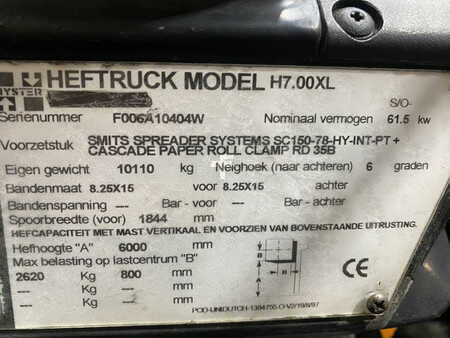 HYSTER HEFTRUCK MODEL H7.00XL
S/O-
Serienummer F006A10404W Nominaal vermogen 61.5 kw
Voorzetstuk SMITS SPREADER SYSTEMS SC150-78-HY-INT-PT +
CASCADE PAPER ROLL CLAMP RD 35B
Eigen gewicht 10110 kg Neighoek (naar achteren) 6 graden
Bandenmaat 8.25X15 voor 8.25X15 achter
Bandenspanning --- Bar - voor --- Bar - achter
Spoorbreedte (voor) 1844 mm
HEFCAPACITEIT MET MAST VERTIKAAL EN VOORZIEN VAN BOVENSTAANDE UITRUSTING.
Hefhoogte "A" 6000 mm
Max belasting op lastcentrum "B"
2620 Kg 800 mm
Kg mm
B
A
B
CE